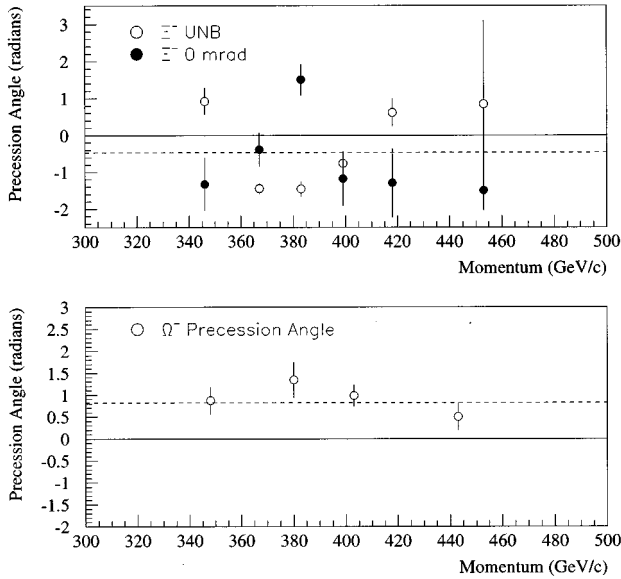 Precession Angle (radians)
3
2
1
0
-1
-2
Ξ⁻ UNB
Ξ⁻ 0 mrad
300 320 340 360 380 400 420 440 460 480 500
Momentum (GeV/c)
Precession Angle (radians)
3
2.5
2
1.5
1
0.5
0
-0.5
-1
-1.5
-2
Ω⁻ Precession Angle
300 320 340 360 380 400 420 440 460 480 500
Momentum (GeV/c)